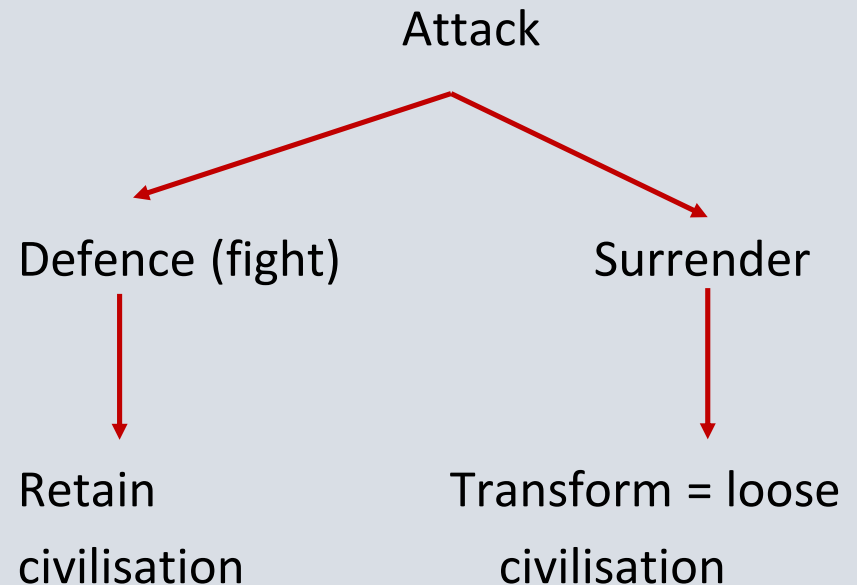 Attack
Defence (fight)
Surrender
Retain
civilisation
Transform = loose
civilisation